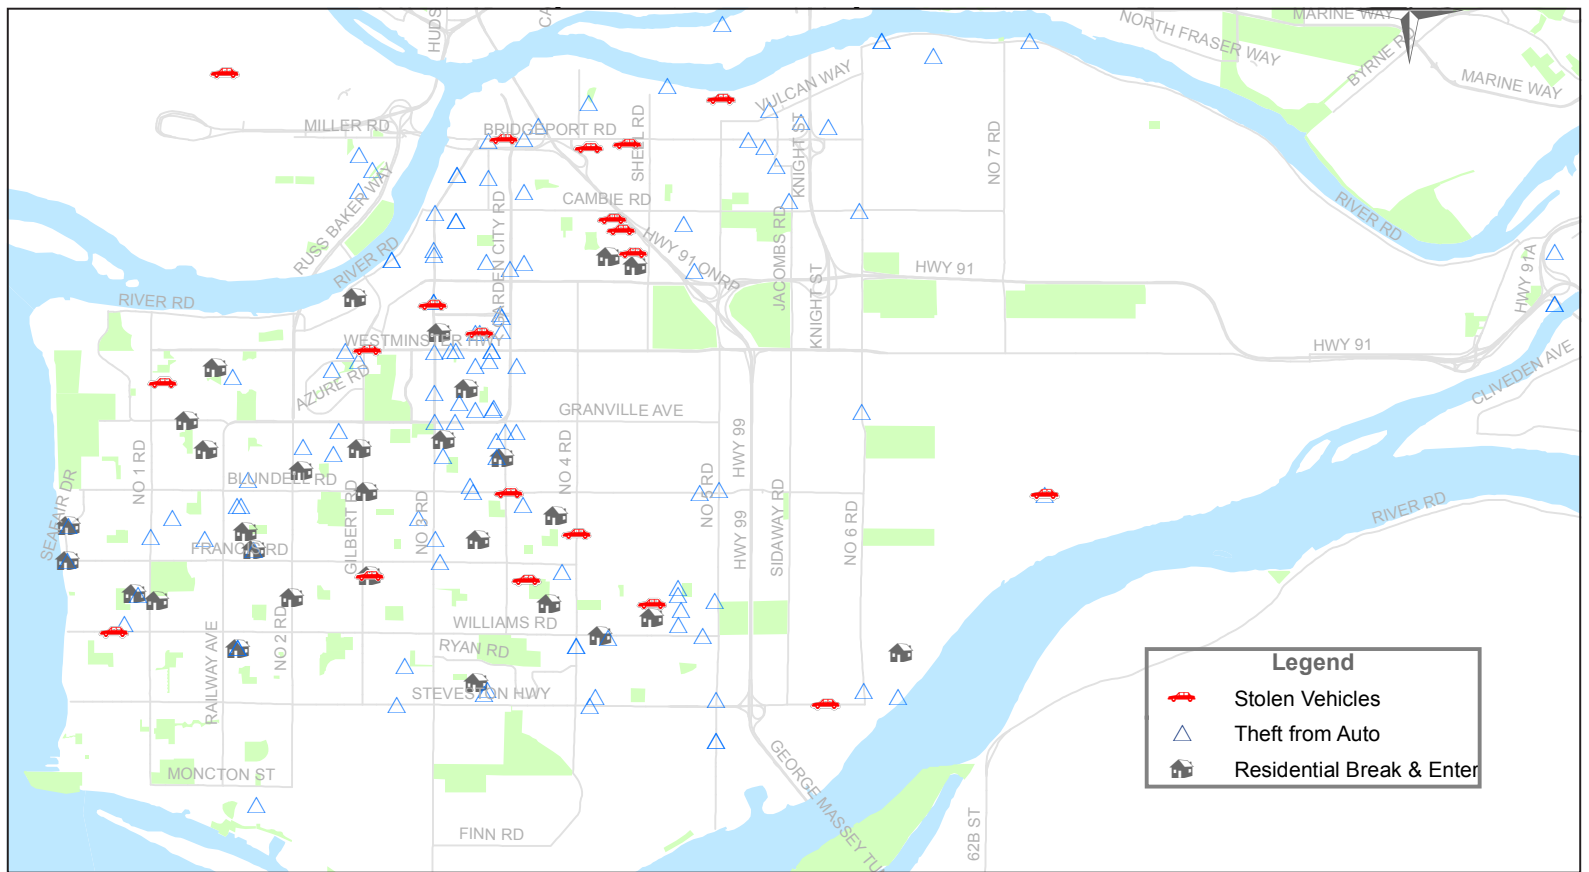 HUDS
CA
NORTH FRASER WAY
MARINE WAY
BYRNE R
MARINE WAY
VULCAN WAY
MILLER RD
BRIDGEPORT RD
SHELL RD
KNIGHT ST
NO 7 RD
RUSS BAKER WAY
CAMBIE RD
RIVER RD
RIVER RD
GARDEN CITY RD
HWY 91 ONRP
JACOMBS RD
HWY 91
HWY 91A
RIVER RD
KNIGHT ST
WESTMINSTER HWY
HWY 91
CLIVEDEN AVE
AZURE RD
GRANVILLE AVE
NO 1 RD
NO 4 RD
HWY 99
BLUNDELL RD
SEAFAIR DR
GILBERT RD
NO 3 RD
NO 5 RD
HWY 99
SIDAWAY RD
NO 6 RD
RIVER RD
FRANCIS RD
NO 2 RD
RAILWAY AVE
WILLIAMS RD
RYAN RD
STEVESTON HWY
MONCTON ST
GEORGE MASSEY TU
FINN RD
62B ST
Legend
Stolen Vehicles
Theft from Auto
Residential Break & Enter